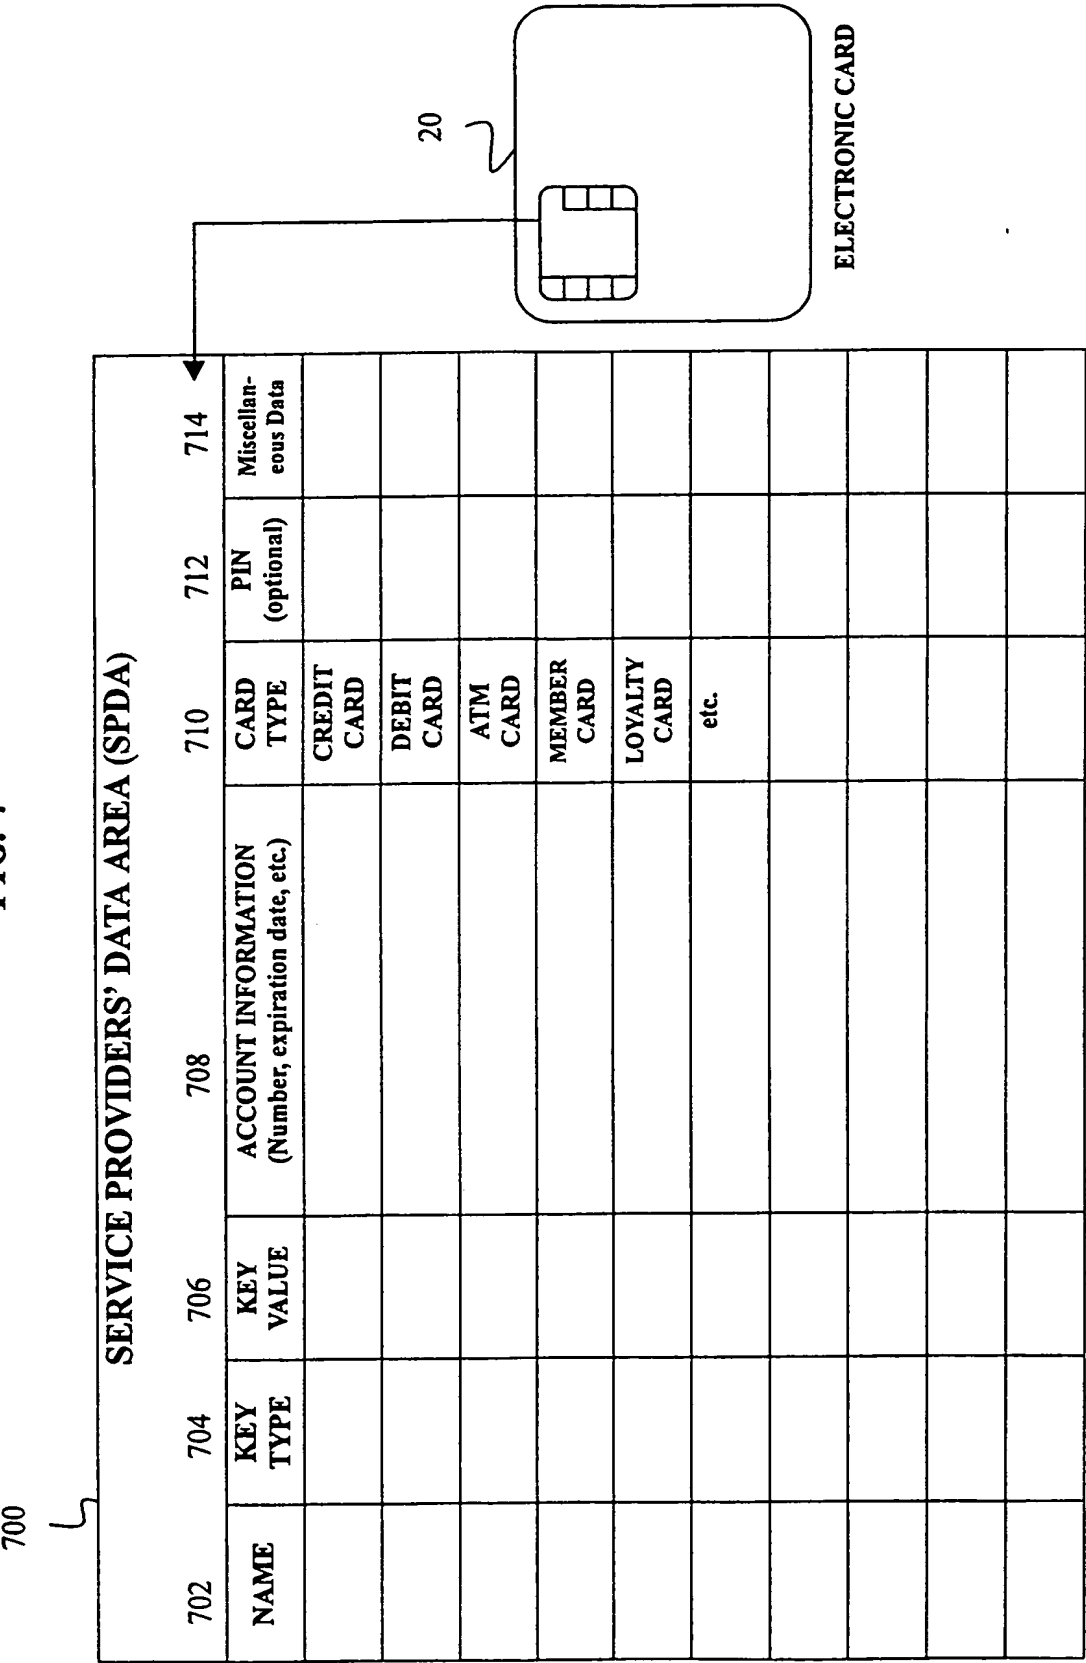 700
SERVICE PROVIDERS’ DATA AREA (SPDA)
702 704 706 708 710 712 714
NAME
KEY
TYPE
KEY
VALUE
ACCOUNT INFORMATION
(Number, expiration date, etc.)
CARD
TYPE
PIN
(optional)
Miscellan-
eous Data
CREDIT
CARD
DEBIT
CARD
ATM
CARD
MEMBER
CARD
LOYALTY
CARD
etc.
20
ELECTRONIC CARD